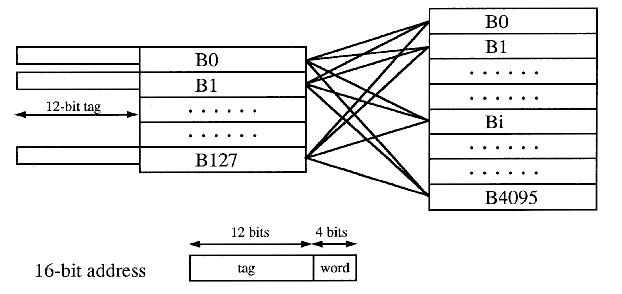 B0
B1
. . . . . .
. . . . . .
B127
12-bit tag
B0
B1
. . . . . .
. . . . . .
Bi
. . . . . .
. . . . . .
B4095
12 bits 4 bits
16-bit address tag word